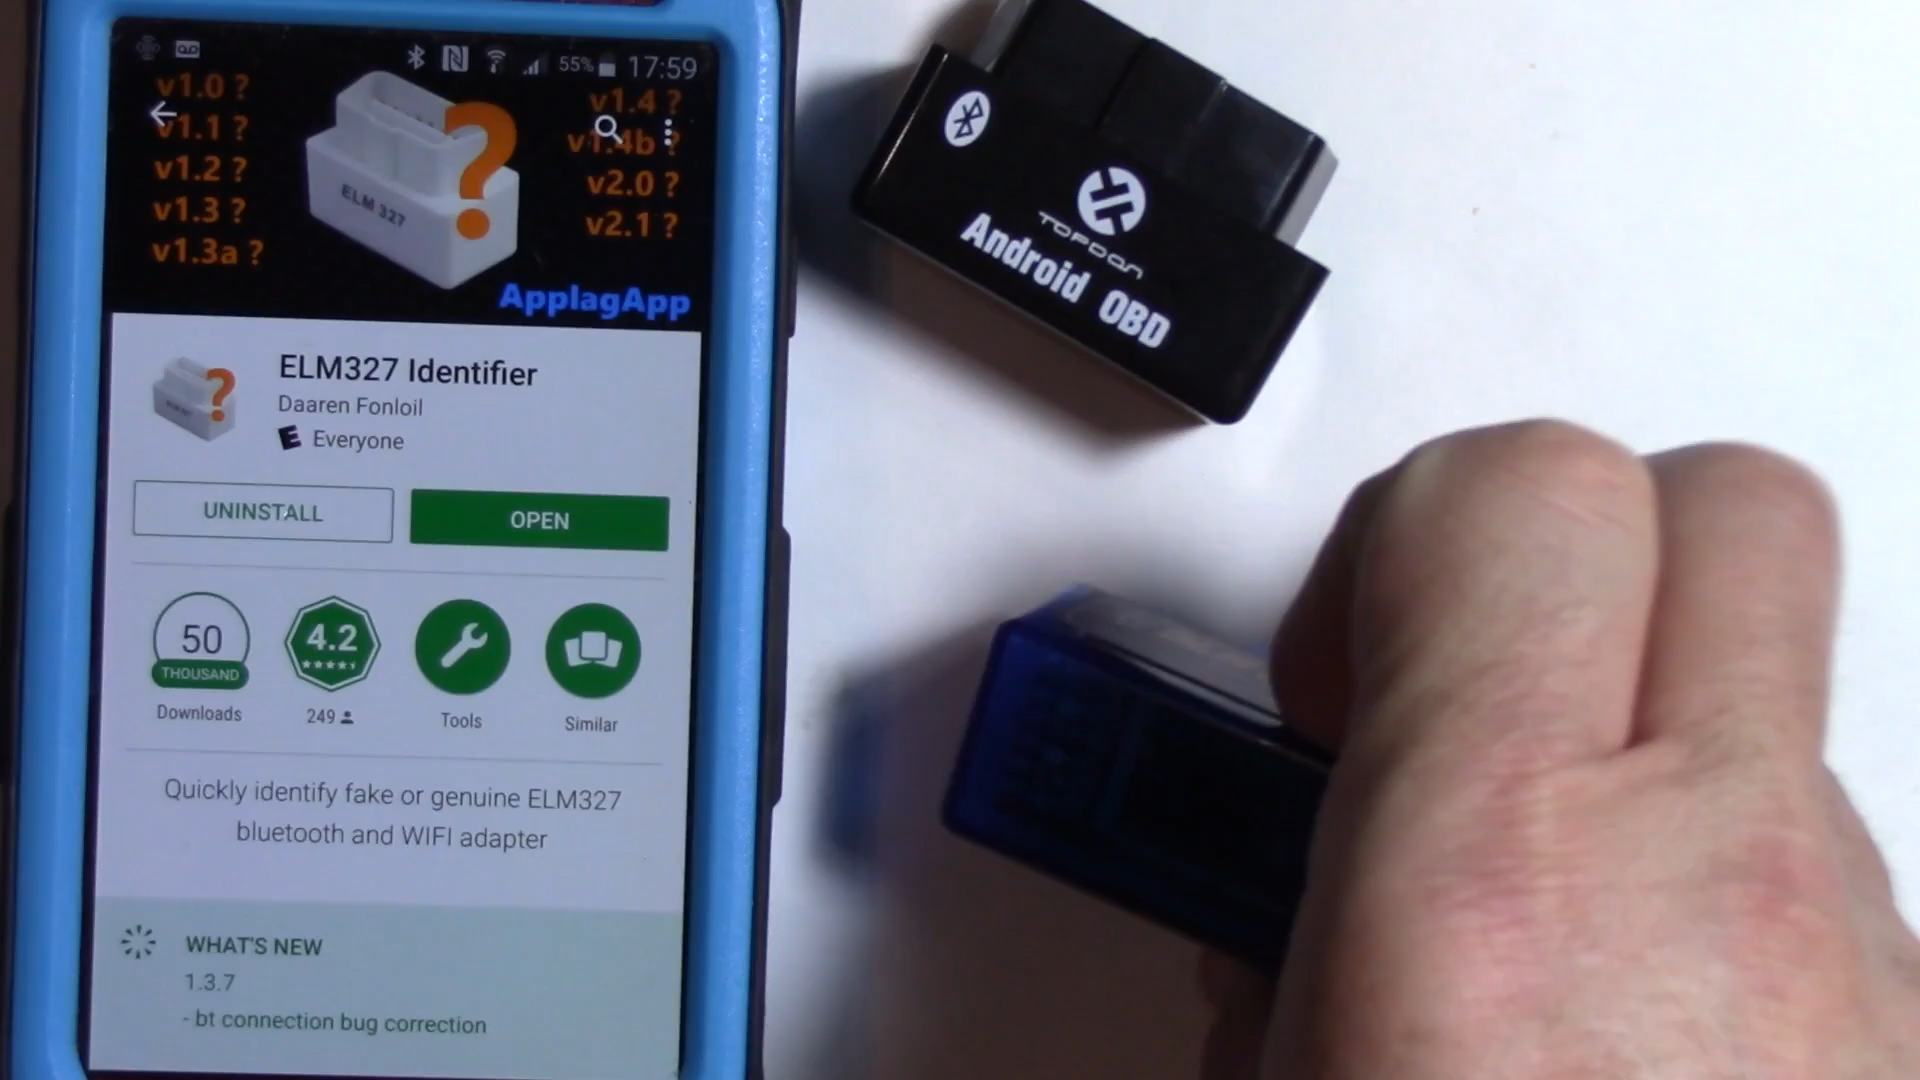 55% 17:59
v1.0 ?
v1.1 ?
v1.2 ?
v1.3 ?
v1.3a ?
v1.4 ?
v1.4b ?
v2.0 ?
v2.1 ?
ELM 327
?
ApplagApp
ELM327 Identifier
Daaren Fonloil
E Everyone
UNINSTALL
OPEN
50
THOUSAND
Downloads
4.2
249
Tools
Similar
Quickly identify fake or genuine ELM327
bluetooth and WIFI adapter
WHAT'S NEW
1.3.7
- bt connection bug correction
TOPDON
Android OBD